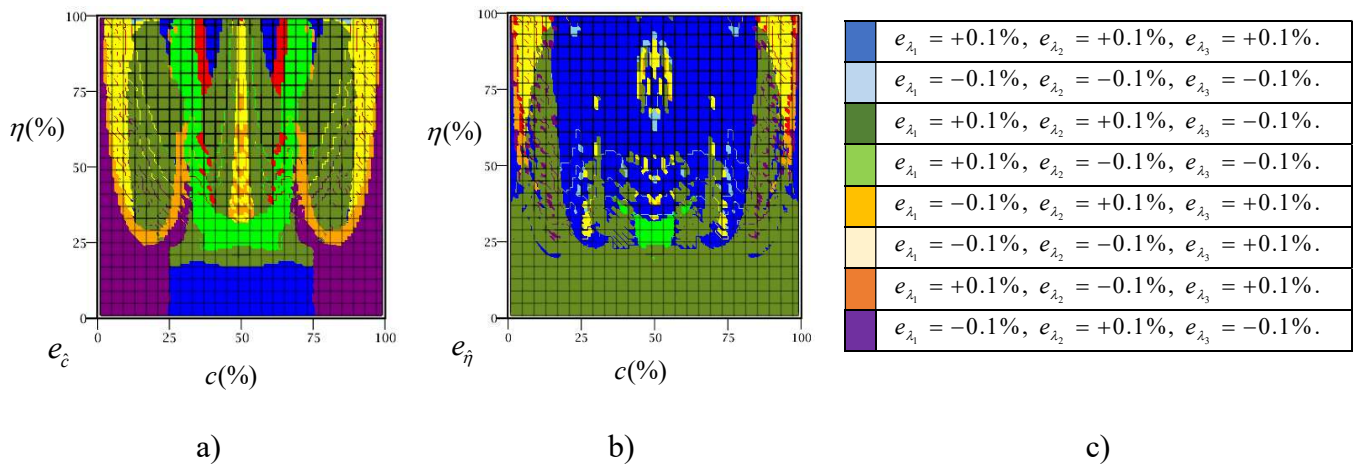 100
75
η(%)
50
25
0
0 25 50 75 100
e_ĉ
c(%)
a)
100
75
η(%)
50
25
0
0 25 50 75 100
e_η̂
c(%)
b)
e_λ₁ = +0.1%, e_λ₂ = +0.1%, e_λ₃ = +0.1%.
e_λ₁ = −0.1%, e_λ₂ = −0.1%, e_λ₃ = −0.1%.
e_λ₁ = +0.1%, e_λ₂ = +0.1%, e_λ₃ = −0.1%.
e_λ₁ = +0.1%, e_λ₂ = −0.1%, e_λ₃ = −0.1%.
e_λ₁ = −0.1%, e_λ₂ = +0.1%, e_λ₃ = +0.1%.
e_λ₁ = −0.1%, e_λ₂ = −0.1%, e_λ₃ = +0.1%.
e_λ₁ = +0.1%, e_λ₂ = −0.1%, e_λ₃ = +0.1%.
e_λ₁ = −0.1%, e_λ₂ = +0.1%, e_λ₃ = −0.1%.
c)